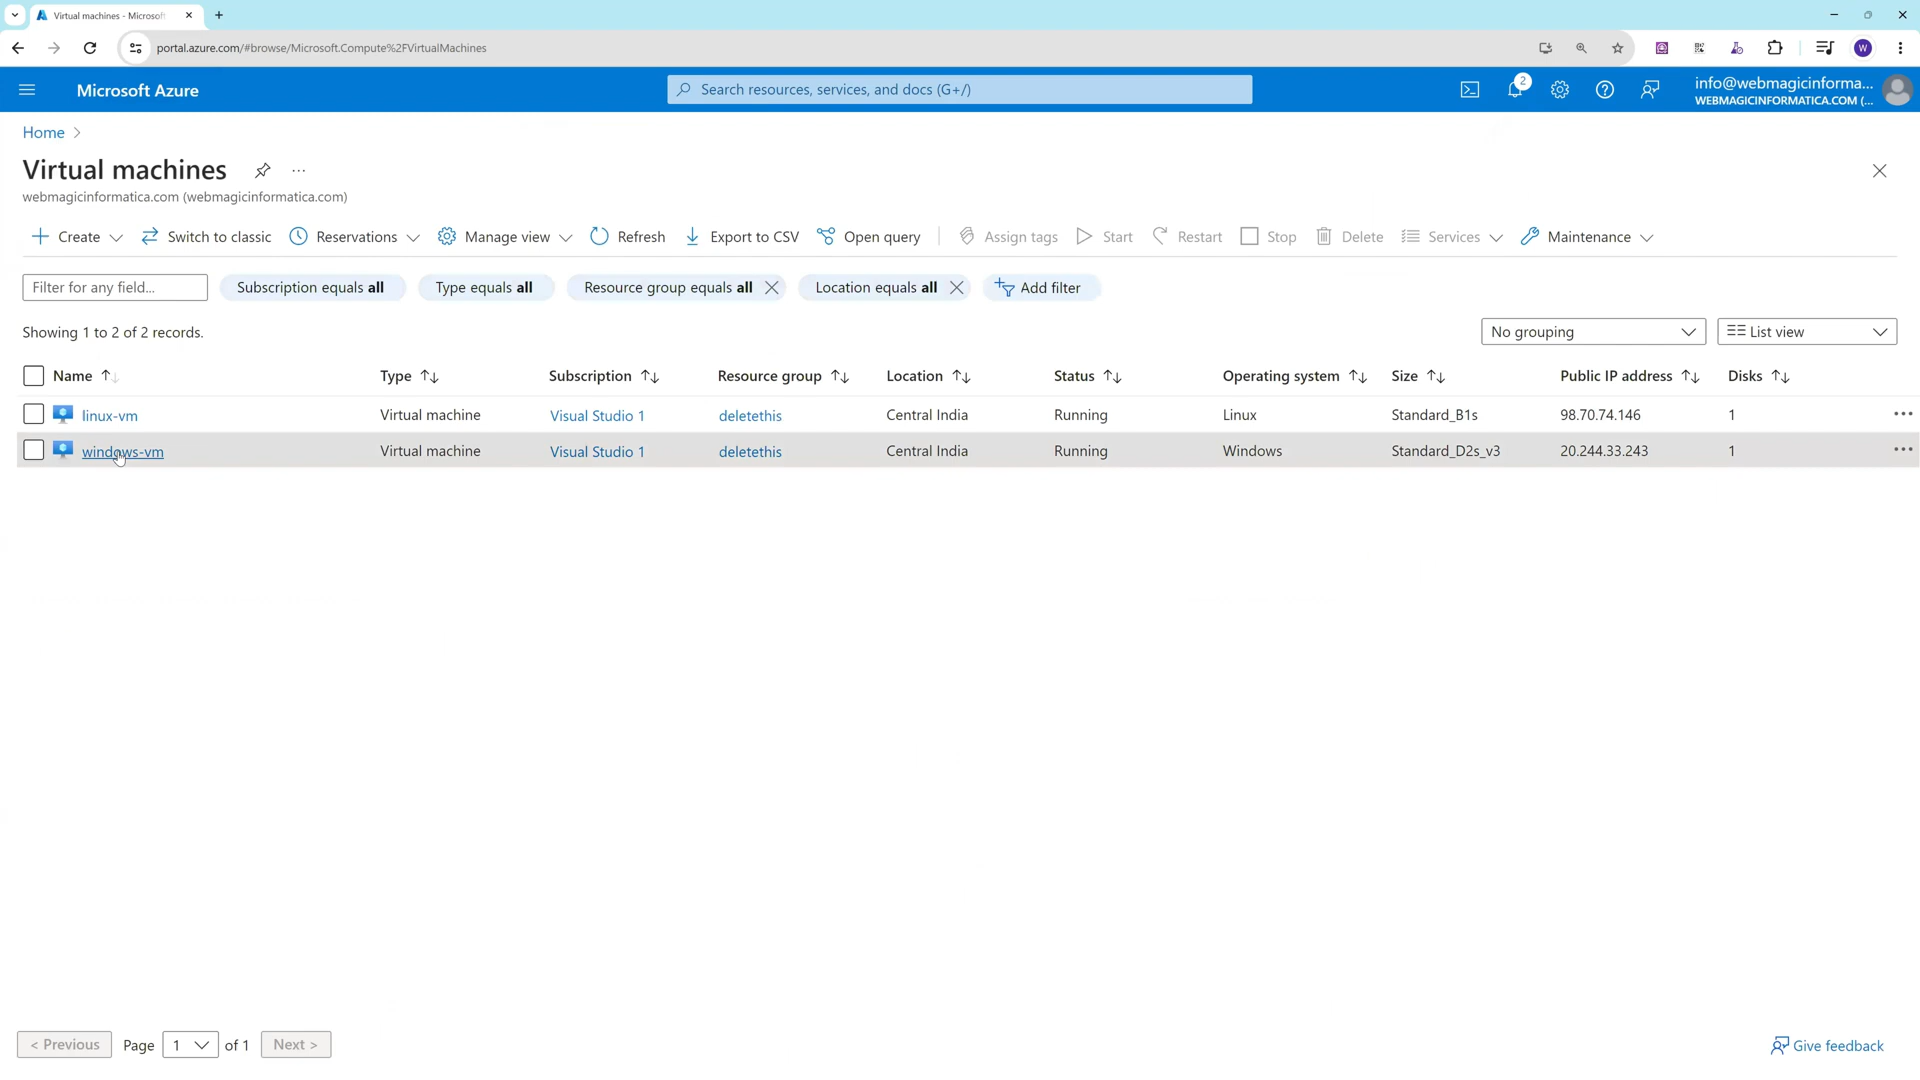 Virtual machines - Microsoft
portal.azure.com/#browse/Microsoft.Compute%2FVirtualMachines
W
Microsoft Azure
Search resources, services, and docs (G+/)
2
info@webmagicinforma...
WEBMAGICINFORMATICA.COM (...
Home
Virtual machines
webmagicinformatica.com (webmagicinformatica.com)
Create Switch to classic Reservations Manage view Refresh Export to CSV Open query Assign tags Start Restart Stop Delete Services Maintenance
Filter for any field... Subscription equals all Type equals all Resource group equals all Location equals all Add filter
Showing 1 to 2 of 2 records. No grouping List view
Name Type Subscription Resource group Location Status Operating system Size Public IP address Disks
linux-vm Virtual machine Visual Studio 1 deletethis Central India Running Linux Standard_B1s 98.70.74.146 1
windows-vm Virtual machine Visual Studio 1 deletethis Central India Running Windows Standard_D2s_v3 20.244.33.243 1
< Previous Page 1 of 1 Next > Give feedback